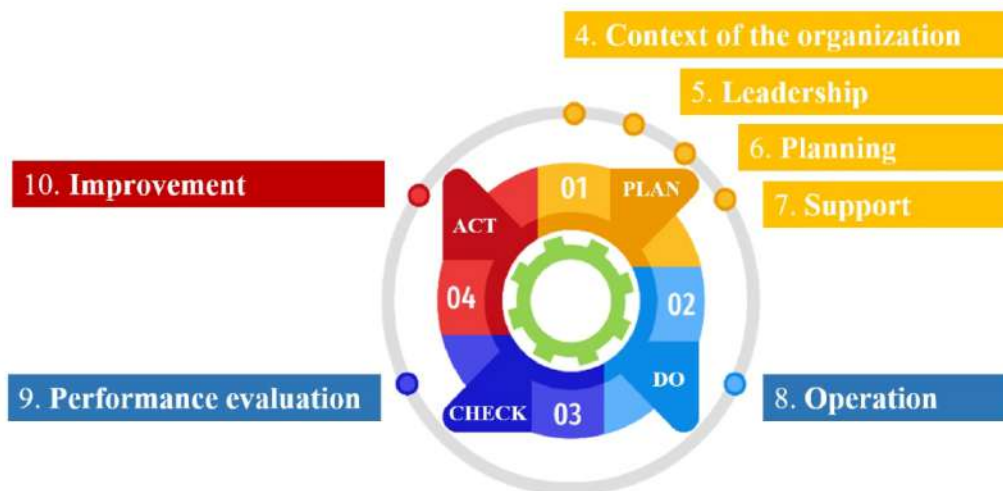 4. Context of the organization
5. Leadership
6. Planning
7. Support
10. Improvement
01
PLAN
ACT
04
02
DO
CHECK
03
9. Performance evaluation
8. Operation